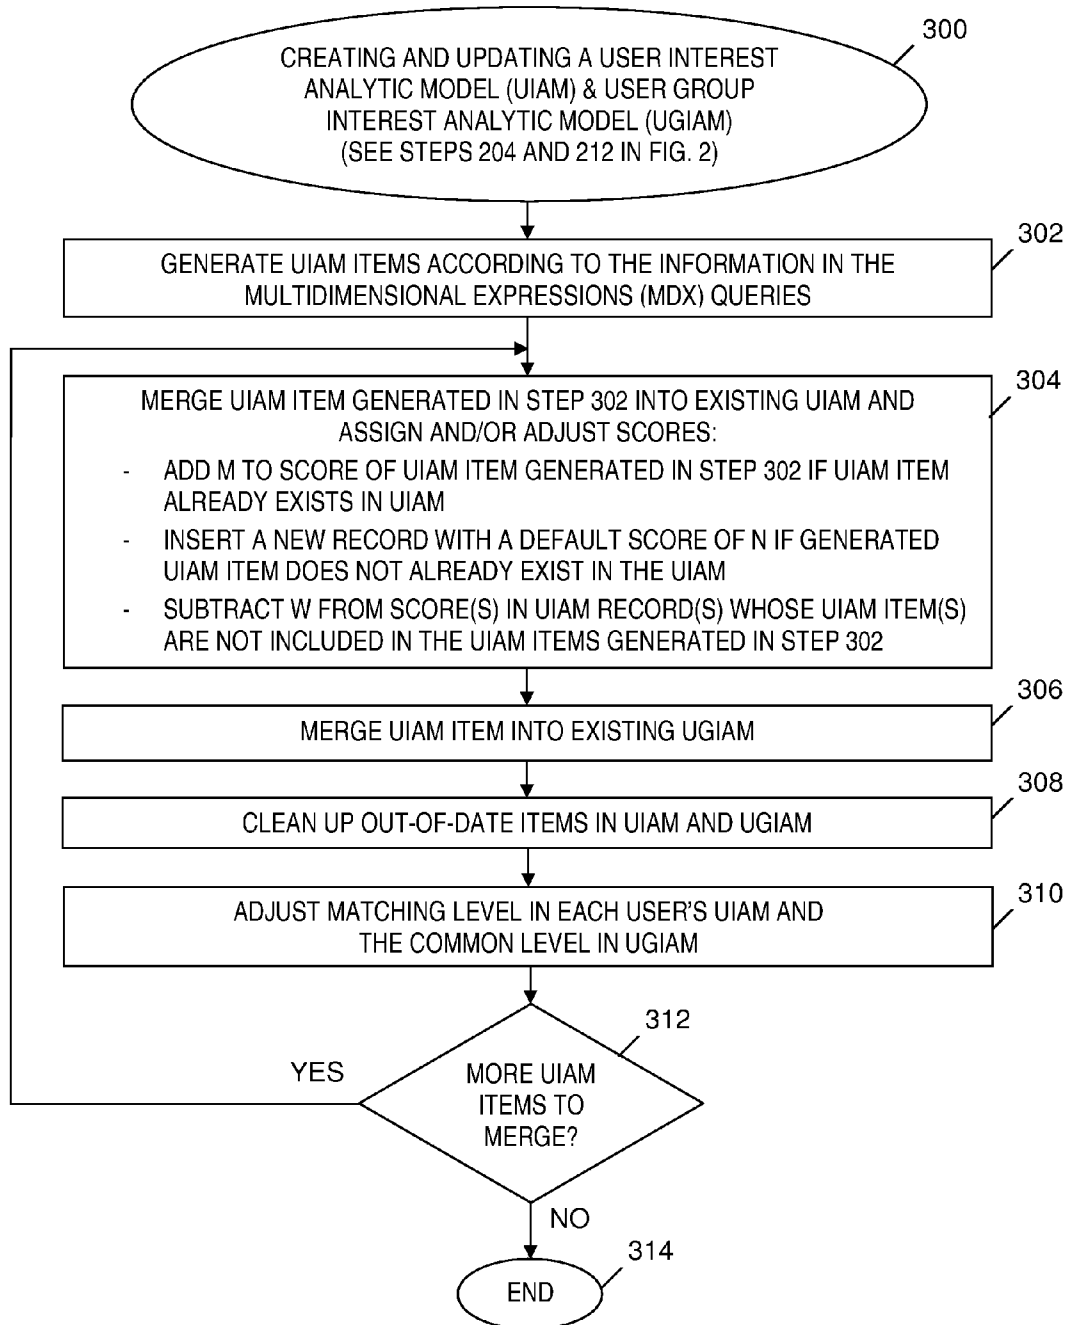 300
CREATING AND UPDATING A USER INTEREST
ANALYTIC MODEL (UIAM) & USER GROUP
INTEREST ANALYTIC MODEL (UGIAM)
(SEE STEPS 204 AND 212 IN FIG. 2)
302
GENERATE UIAM ITEMS ACCORDING TO THE INFORMATION IN THE
MULTIDIMENSIONAL EXPRESSIONS (MDX) QUERIES
304
MERGE UIAM ITEM GENERATED IN STEP 302 INTO EXISTING UIAM AND
ASSIGN AND/OR ADJUST SCORES:
- ADD M TO SCORE OF UIAM ITEM GENERATED IN STEP 302 IF UIAM ITEM
ALREADY EXISTS IN UIAM
- INSERT A NEW RECORD WITH A DEFAULT SCORE OF N IF GENERATED
UIAM ITEM DOES NOT ALREADY EXIST IN THE UIAM
- SUBTRACT W FROM SCORE(S) IN UIAM RECORD(S) WHOSE UIAM ITEM(S)
ARE NOT INCLUDED IN THE UIAM ITEMS GENERATED IN STEP 302
306
MERGE UIAM ITEM INTO EXISTING UGIAM
308
CLEAN UP OUT-OF-DATE ITEMS IN UIAM AND UGIAM
310
ADJUST MATCHING LEVEL IN EACH USER'S UIAM AND
THE COMMON LEVEL IN UGIAM
312
YES
MORE UIAM
ITEMS TO
MERGE?
NO
314
END